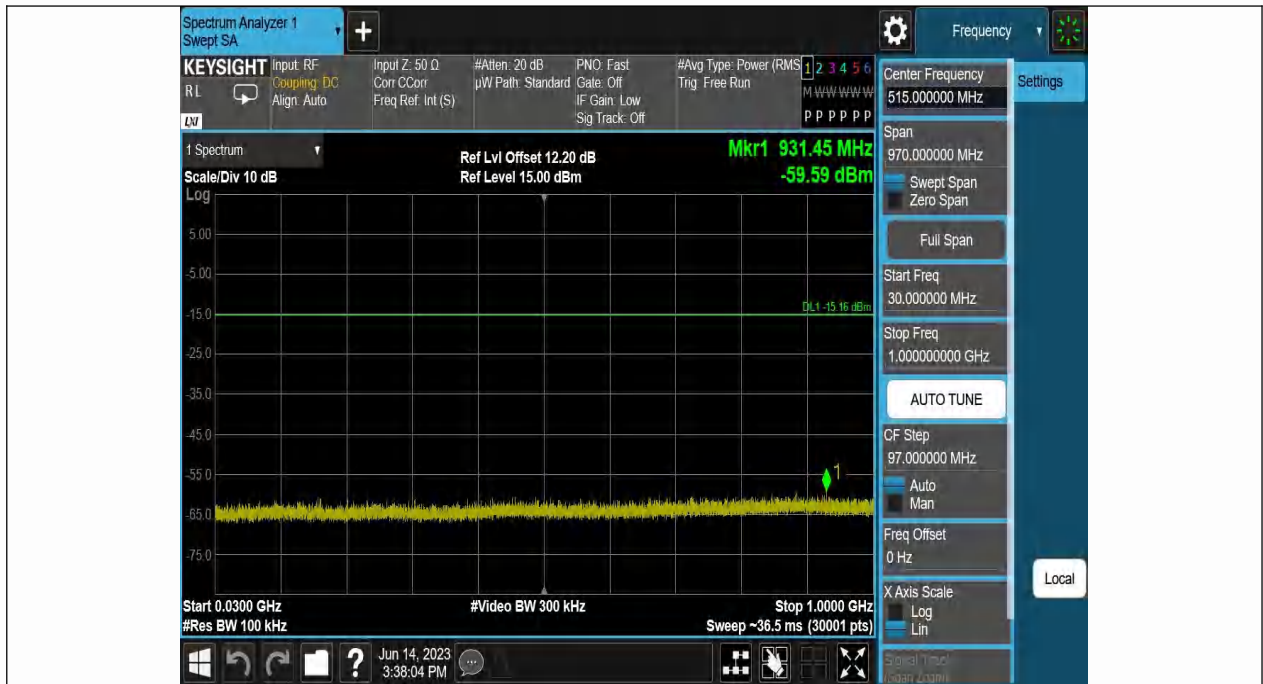 Spectrum Analyzer 1
Swept SA
Frequency
KEYSIGHT
RL
LXI
Input: RF
Coupling: DC
Align: Auto
Input Z: 50 Ω
Corr CCorr
Freq Ref: Int (S)
#Atten: 20 dB
µW Path: Standard
PNO: Fast
Gate: Off
IF Gain: Low
Sig Track: Off
#Avg Type: Power (RMS
Trig: Free Run
1 2 3 4 5 6
M W W W W W
P P P P P P
1 Spectrum
Scale/Div 10 dB
Log
Ref Lvl Offset 12.20 dB
Ref Level 15.00 dBm
Mkr1 931.45 MHz
-59.59 dBm
5.00
-5.00
DL1 -15.16 dBm
-15.0
-25.0
-35.0
-45.0
-55.0
1
-65.0
-75.0
Start 0.0300 GHz
#Res BW 100 kHz
#Video BW 300 kHz
Stop 1.0000 GHz
Sweep ~36.5 ms (30001 pts)
?
Jun 14, 2023
3:38:04 PM
Center Frequency
515.000000 MHz
Settings
Span
970.000000 MHz
Swept Span
Zero Span
Full Span
Start Freq
30.000000 MHz
Stop Freq
1.000000000 GHz
AUTO TUNE
CF Step
97.000000 MHz
Auto
Man
Freq Offset
0 Hz
X Axis Scale
Log
Lin
Local
Signal Track
(Span Zoom)